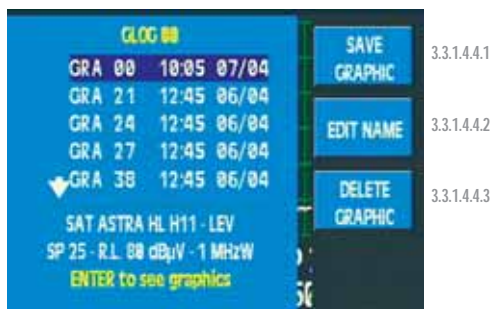 GLOG 00
GRA 00 10:05 07/04
GRA 21 12:45 06/04
GRA 24 12:45 06/04
GRA 27 12:45 06/04
GRA 38 12:45 06/04
SAT ASTRA HL H11 - LEV
SP 25 - R.L. 80 dBµV - 1 MHzW
ENTER to see graphics
SAVE GRAPHIC
3.3.1.4.4.1
EDIT NAME
3.3.1.4.4.2
DELETE GRAPHIC
3.3.1.4.4.3